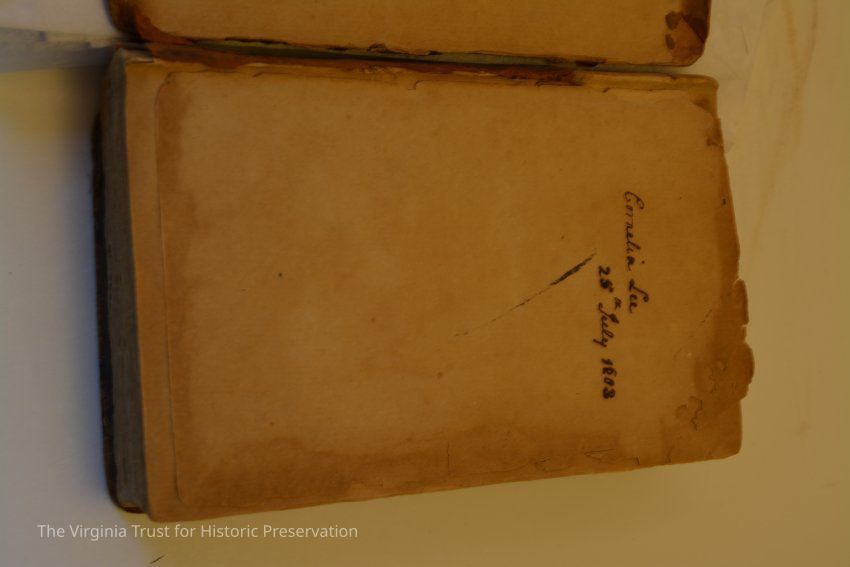 Cornelia Lee
25th July 1803
The Virginia Trust for Historic Preservation